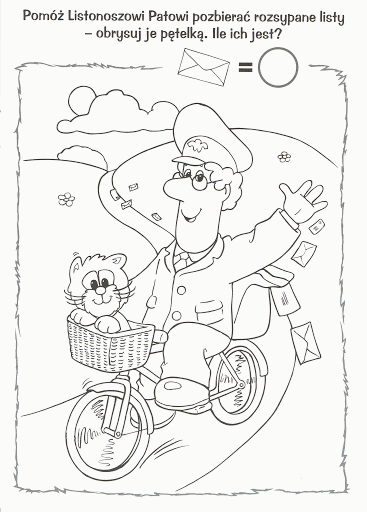 Pomóż Listonoszowi Patowi pozbierać rozsypane listy
– obrysuj je pętelką. Ile ich jest?
=